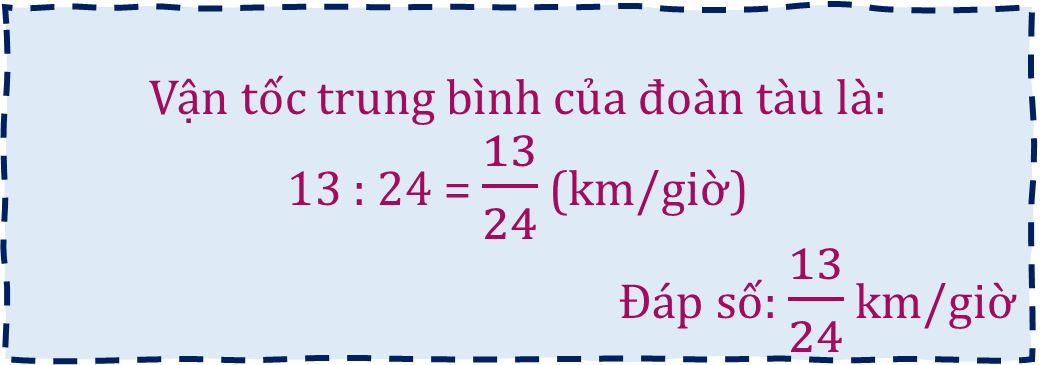 Vận tốc trung bình của đoàn tàu là:
13 : 24 = 13/24 (km/giờ)
Đáp số: 13/24 km/giờ